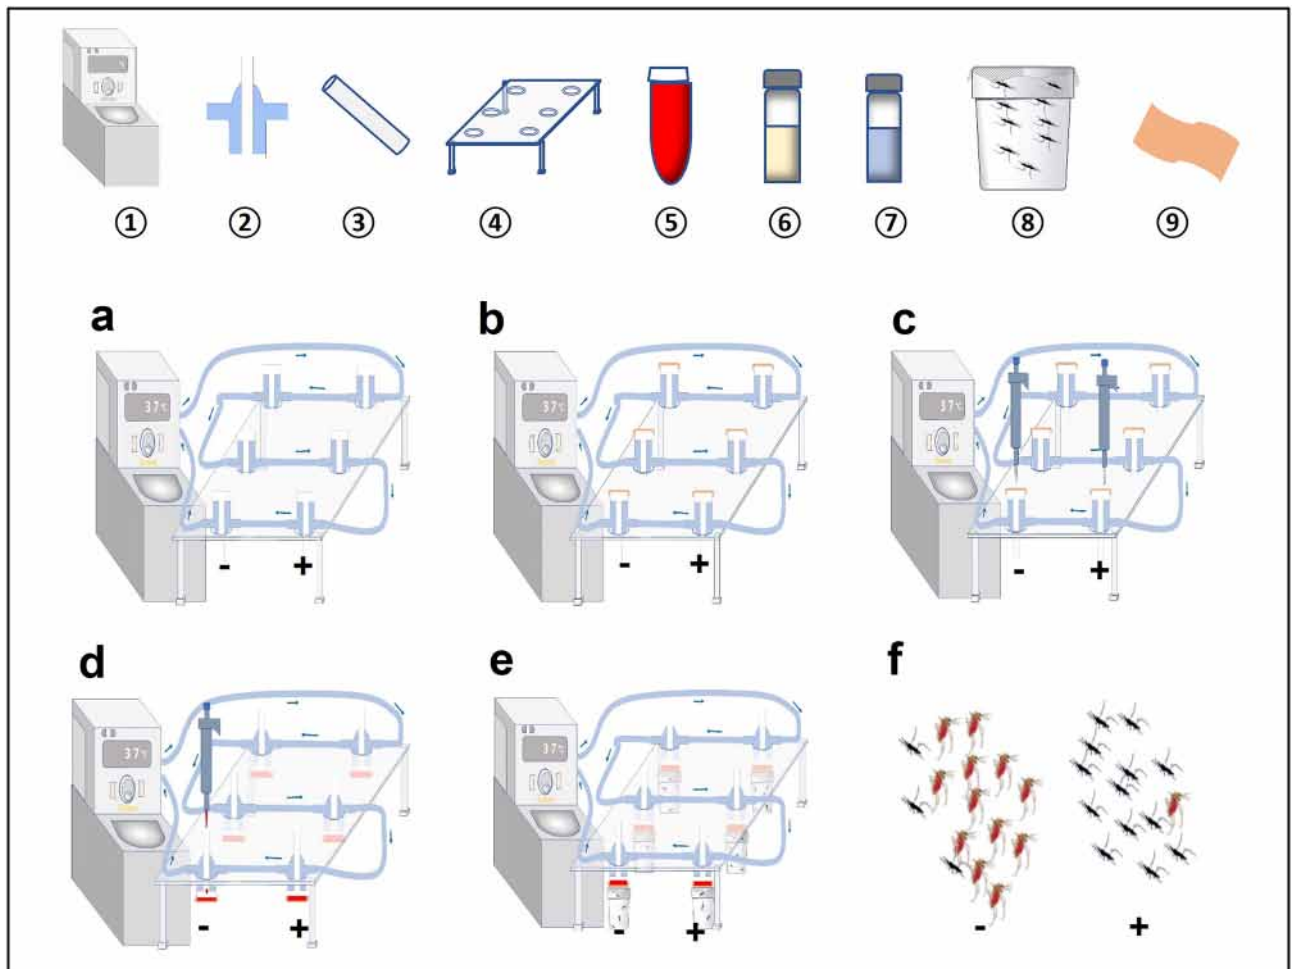 ① ② ③ ④ ⑤ ⑥ ⑦ ⑧ ⑨
a b c
37℃ 37℃ 37℃
- + - + - +
d e f
37℃ 37℃
- + - + - +